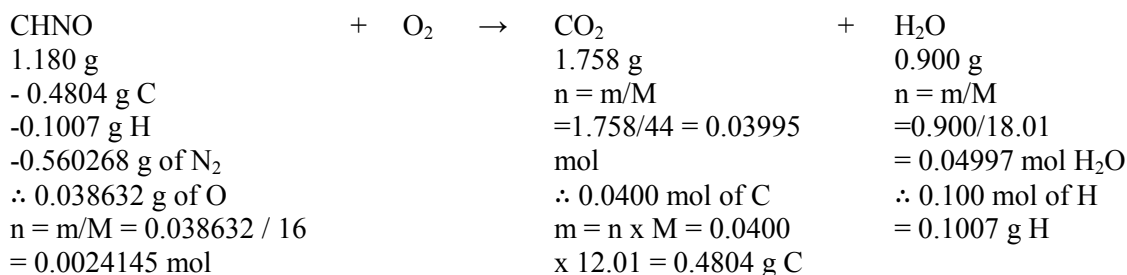 CHNO + O₂ → CO₂ + H₂O
1.180 g 1.758 g 0.900 g
- 0.4804 g C n = m/M n = m/M
-0.1007 g H =1.758/44 = 0.03995 =0.900/18.01
-0.560268 g of N₂ mol = 0.04997 mol H₂O
∴ 0.038632 g of O ∴ 0.0400 mol of C ∴ 0.100 mol of H
n = m/M = 0.038632 / 16 m = n x M = 0.0400 = 0.1007 g H
= 0.0024145 mol x 12.01 = 0.4804 g C